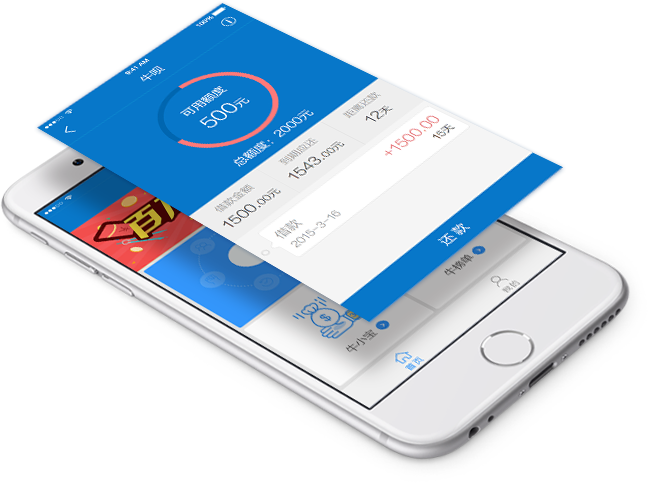 9:41 AM
100%
牛呗
可用额度
500元
总额度：2000元
借款金额
1500.00元
到期应还
1543.00元
距离还款
12天
借款
2015-3-16
+1500.00
15天
还款
牛小宝
牛榜单
首页
我的